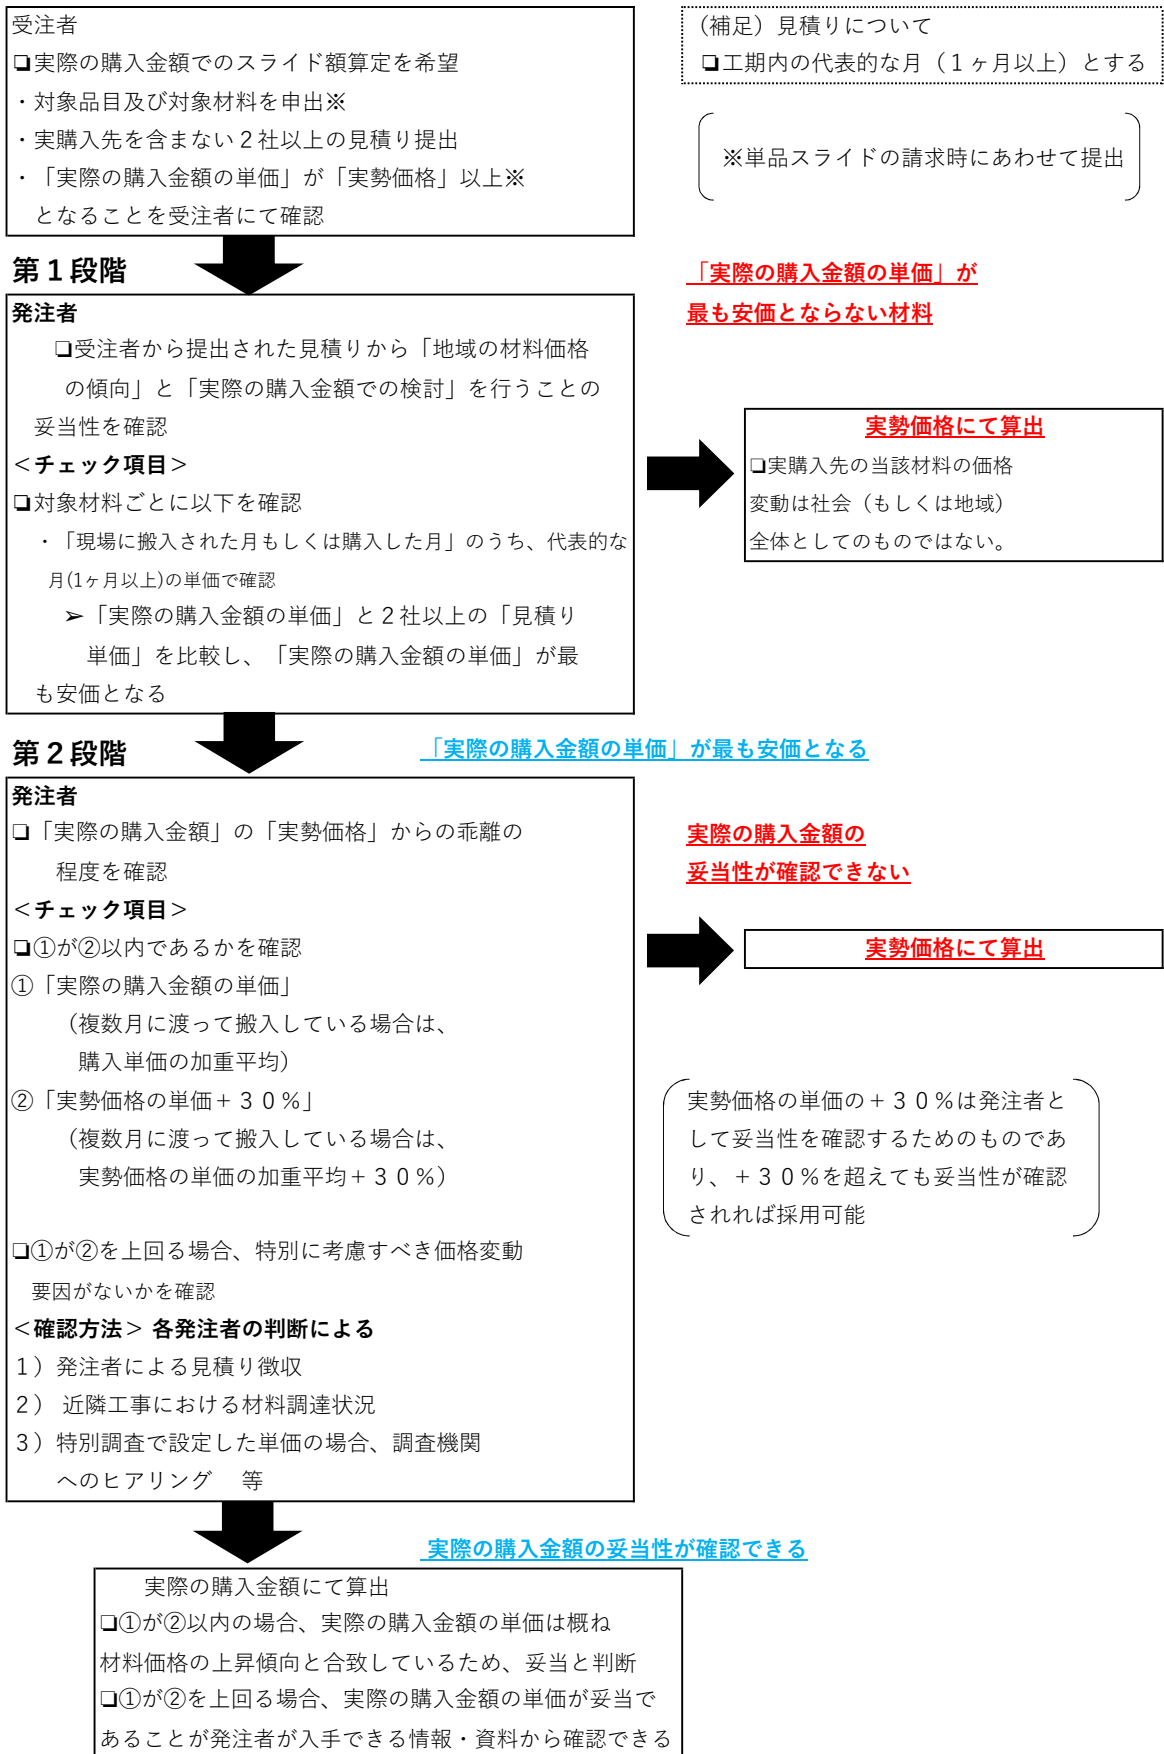 受注者
❑実際の購入金額でのスライド額算定を希望
・対象品目及び対象材料を申出※
・実購入先を含まない２社以上の見積り提出
・「実際の購入金額の単価」が「実勢価格」以上※
となることを受注者にて確認
（補足）見積りについて
❑工期内の代表的な月（１ヶ月以上）とする
※単品スライドの請求時にあわせて提出
第１段階
「実際の購入金額の単価」が
最も安価とならない材料
発注者
❑受注者から提出された見積りから「地域の材料価格
の傾向」と「実際の購入金額での検討」を行うことの
妥当性を確認
＜チェック項目＞
❑対象材料ごとに以下を確認
・「現場に搬入された月もしくは購入した月」のうち、代表的な
月(1ヶ月以上)の単価で確認
➢「実際の購入金額の単価」と２社以上の「見積り
単価」を比較し、「実際の購入金額の単価」が最
も安価となる
実勢価格にて算出
❑実購入先の当該材料の価格
変動は社会（もしくは地域）
全体としてのものではない。
第２段階
「実際の購入金額の単価」が最も安価となる
発注者
❑「実際の購入金額」の「実勢価格」からの乖離の
程度を確認
＜チェック項目＞
❑①が②以内であるかを確認
①「実際の購入金額の単価」
（複数月に渡って搬入している場合は、
購入単価の加重平均）
②「実勢価格の単価＋３０％」
（複数月に渡って搬入している場合は、
実勢価格の単価の加重平均＋３０％）
❑①が②を上回る場合、特別に考慮すべき価格変動
要因がないかを確認
＜確認方法＞ 各発注者の判断による
１）発注者による見積り徴収
２） 近隣工事における材料調達状況
３）特別調査で設定した単価の場合、調査機関
へのヒアリング　等
実際の購入金額の
妥当性が確認できない
実勢価格にて算出
実勢価格の単価の＋３０％は発注者と
して妥当性を確認するためのものであ
り、＋３０％を超えても妥当性が確認
されれば採用可能
実際の購入金額の妥当性が確認できる
実際の購入金額にて算出
❑①が②以内の場合、実際の購入金額の単価は概ね
材料価格の上昇傾向と合致しているため、妥当と判断
❑①が②を上回る場合、実際の購入金額の単価が妥当で
あることが発注者が入手できる情報・資料から確認できる